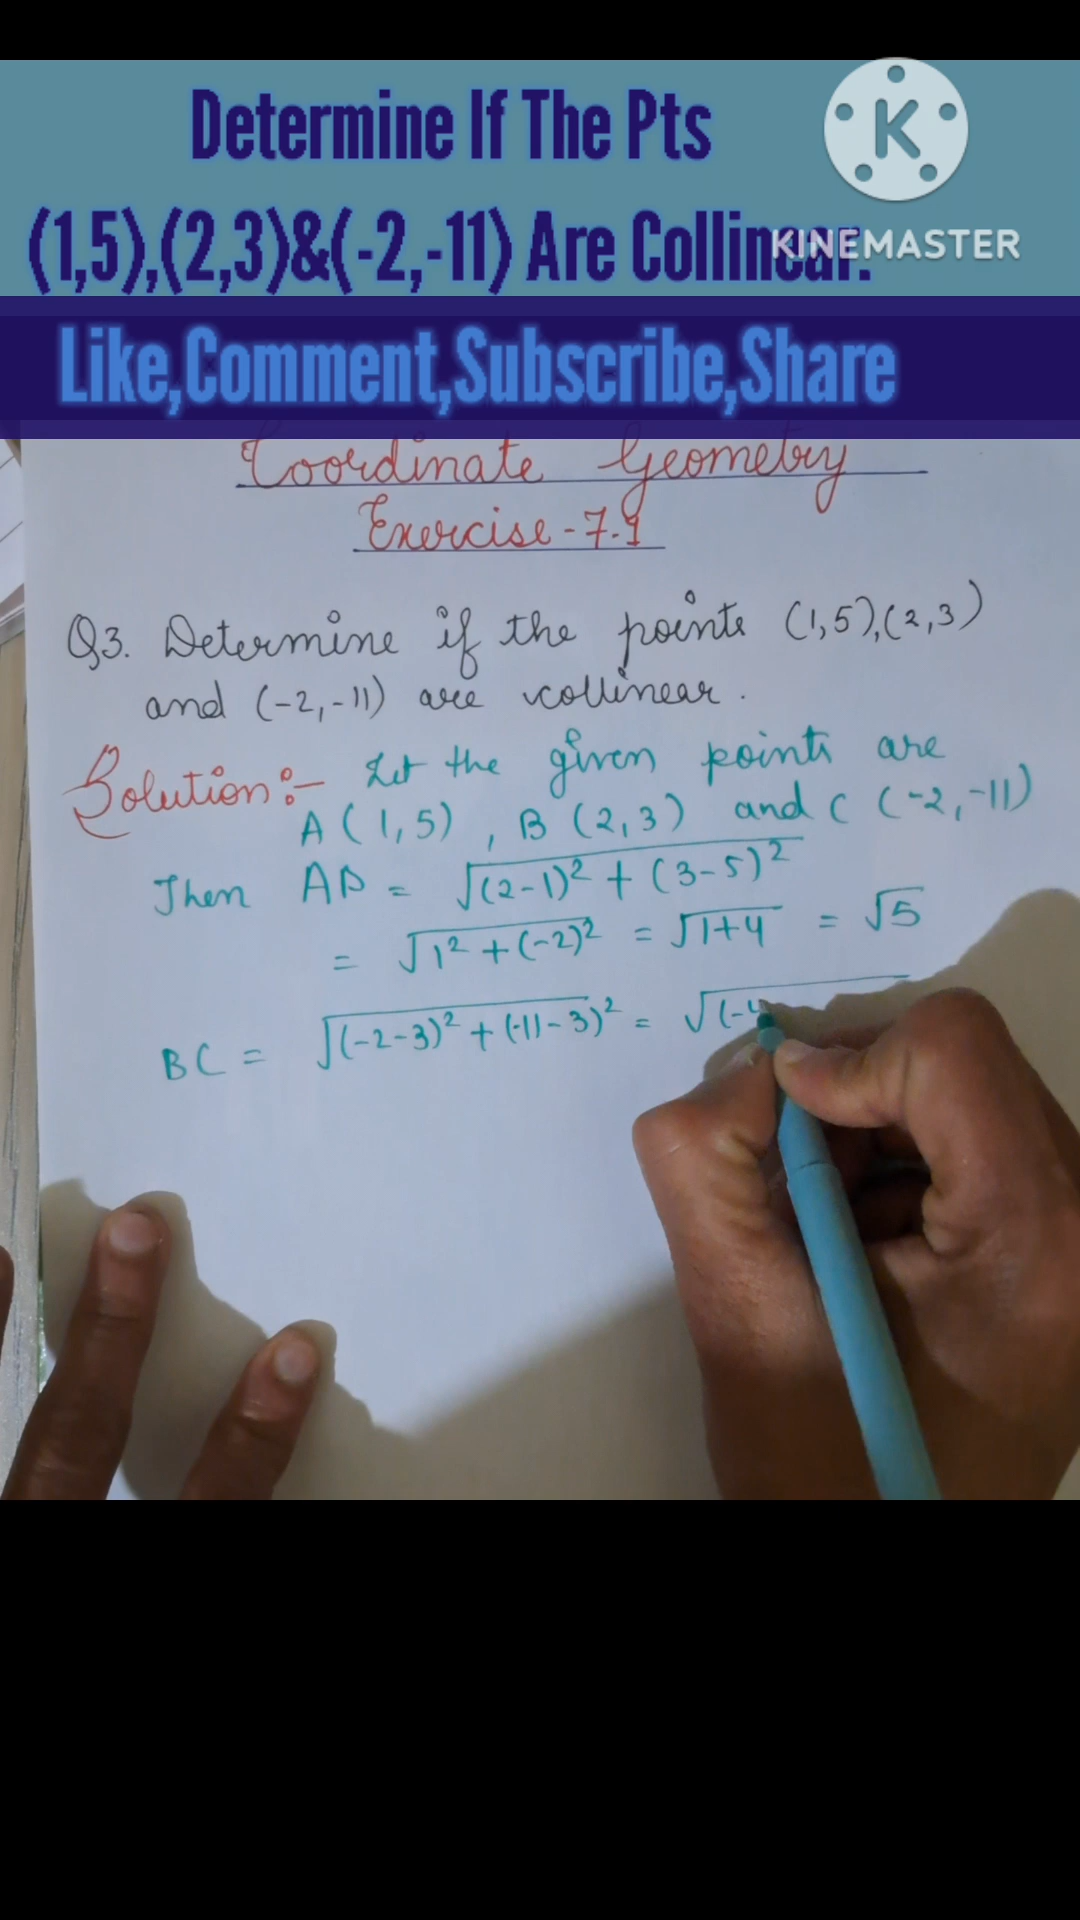 Determine If The Pts
K
(1,5),(2,3)&(-2,-11) Are Collinear.
KINEMASTER
Like,Comment,Subscribe,Share
Coordinate Geometry
Exercise-7.1
Q3. Determine if the points (1,5),(2,3)
and (-2,-11) are collinear.
Solution:- Let the given points are
A(1,5), B(2,3) and C(-2,-11)
Then AB = √(2-1)² + (3-5)²
= √1² + (-2)² = √1+4 = √5
BC = √(-2-3)² + (-11-3)² = √(-4